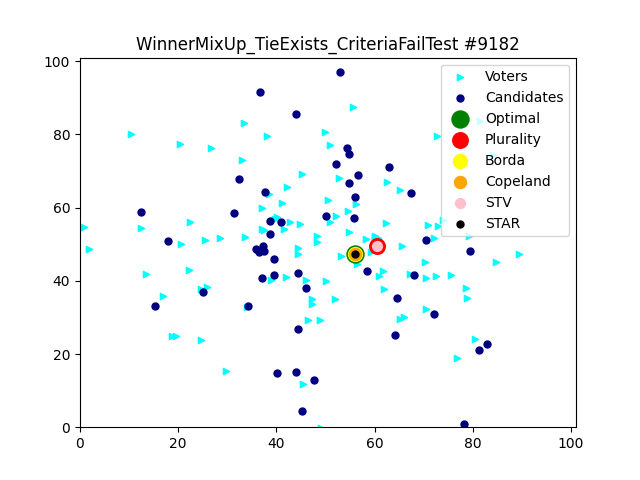 WinnerMixUp_TieExists_CriteriaFailTest #9182
100
80
60
40
20
0
0 20 40 60 80 100
Voters
Candidates
Optimal
Plurality
Borda
Copeland
STV
STAR